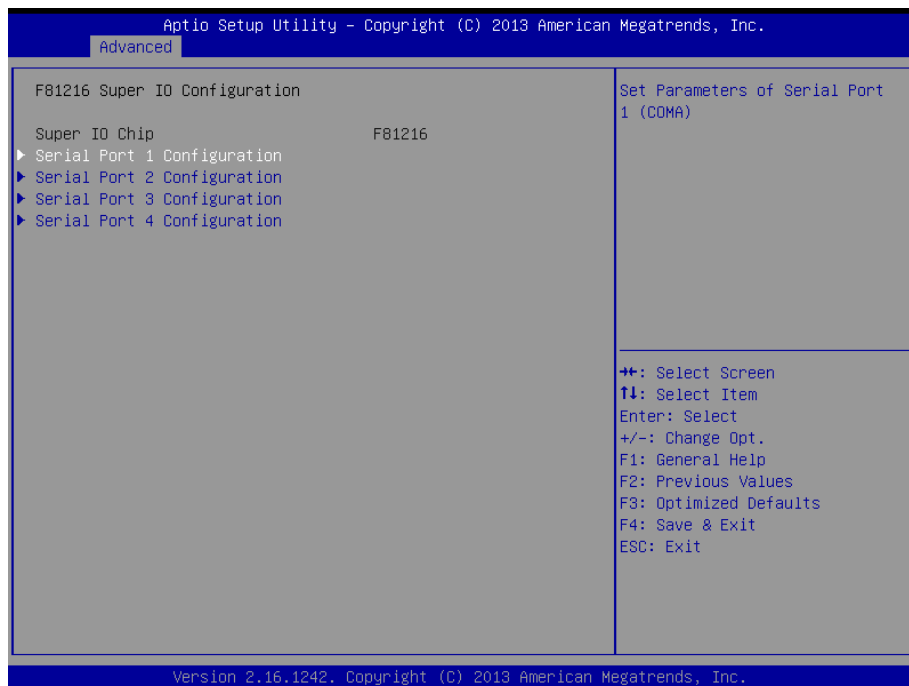 Aptio Setup Utility – Copyright (C) 2013 American Megatrends, Inc.
Advanced
F81216 Super IO Configuration
Super IO Chip F81216
▶ Serial Port 1 Configuration
▶ Serial Port 2 Configuration
▶ Serial Port 3 Configuration
▶ Serial Port 4 Configuration
Set Parameters of Serial Port
1 (COMA)
→←: Select Screen
↑↓: Select Item
Enter: Select
+/-: Change Opt.
F1: General Help
F2: Previous Values
F3: Optimized Defaults
F4: Save & Exit
ESC: Exit
Version 2.16.1242. Copyright (C) 2013 American Megatrends, Inc.